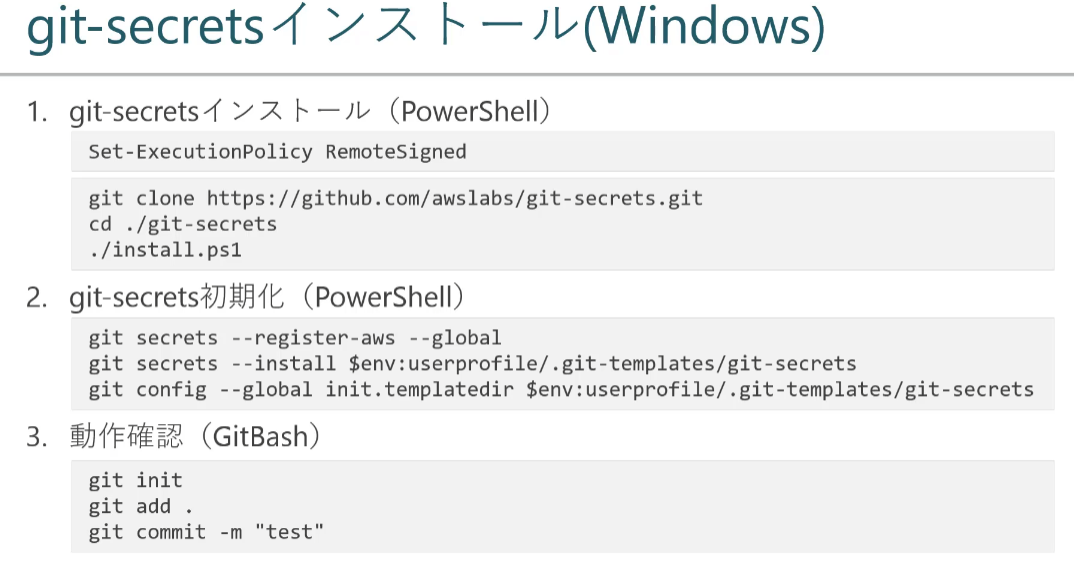 git-secretsインストール(Windows)
1. git-secretsインストール（PowerShell）
Set-ExecutionPolicy RemoteSigned
git clone https://github.com/awslabs/git-secrets.git
cd ./git-secrets
./install.ps1
2. git-secrets初期化（PowerShell）
git secrets --register-aws --global
git secrets --install $env:userprofile/.git-templates/git-secrets
git config --global init.templatedir $env:userprofile/.git-templates/git-secrets
3. 動作確認（GitBash）
git init
git add .
git commit -m "test"